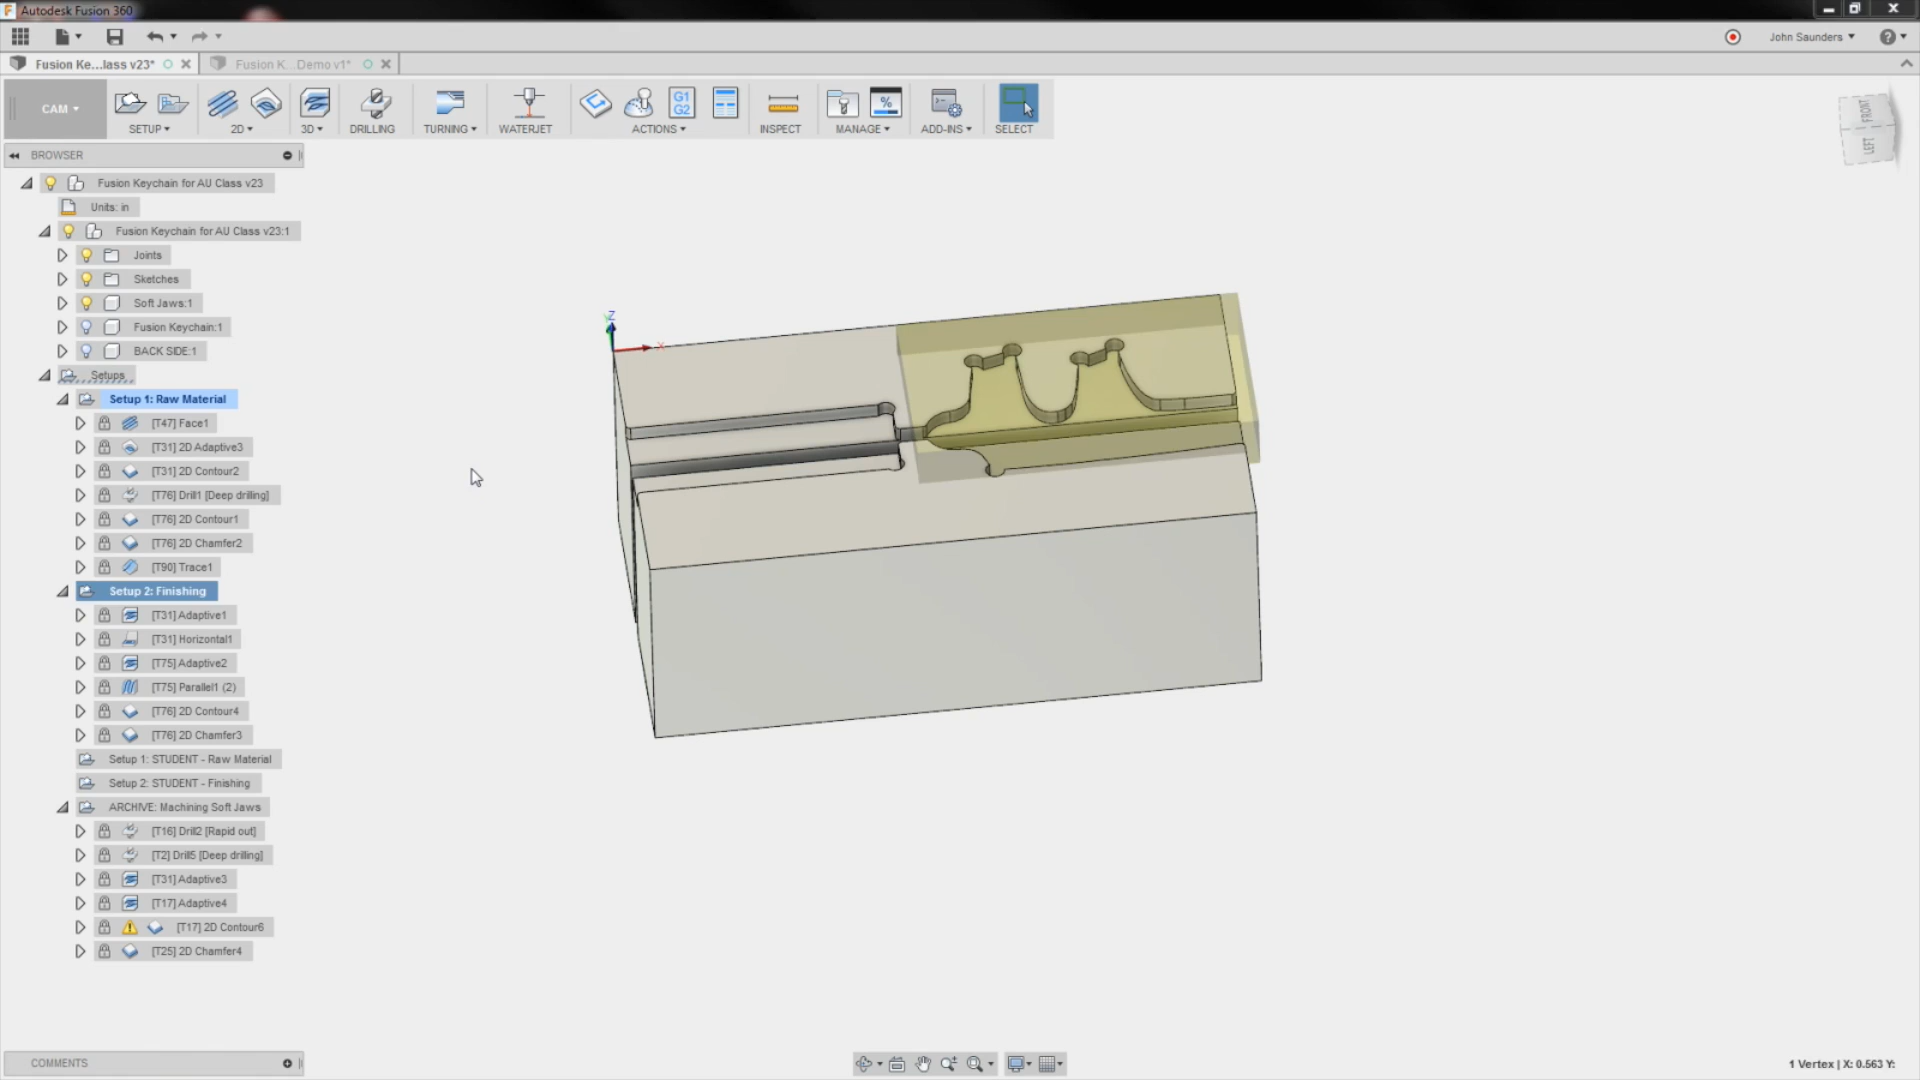 Autodesk Fusion 360
John Saunders
Fusion Ke...lass v23*
Fusion K...Demo v1*
CAM
G1
G2
%
SETUP
2D
3D
DRILLING
TURNING
WATERJET
ACTIONS
INSPECT
MANAGE
ADD-INS
SELECT
FRONT
LEFT
BROWSER
Fusion Keychain for AU Class v23
Units: in
Fusion Keychain for AU Class v23:1
Joints
Sketches
Soft Jaws:1
Fusion Keychain:1
BACK SIDE:1
Setups
Setup 1: Raw Material
[T47] Face1
[T31] 2D Adaptive3
[T31] 2D Contour2
[T76] Drill1 [Deep drilling]
[T76] 2D Contour1
[T76] 2D Chamfer2
[T90] Trace1
Setup 2: Finishing
[T31] Adaptive1
[T31] Horizontal1
[T75] Adaptive2
[T75] Parallel1 (2)
[T76] 2D Contour4
[T76] 2D Chamfer3
Setup 1: STUDENT - Raw Material
Setup 2: STUDENT - Finishing
ARCHIVE: Machining Soft Jaws
[T16] Drill2 [Rapid out]
[T2] Drill5 [Deep drilling]
[T31] Adaptive3
[T17] Adaptive4
[T17] 2D Contour6
[T25] 2D Chamfer4
Z
X
COMMENTS
1 Vertex | X: 0.563 Y: